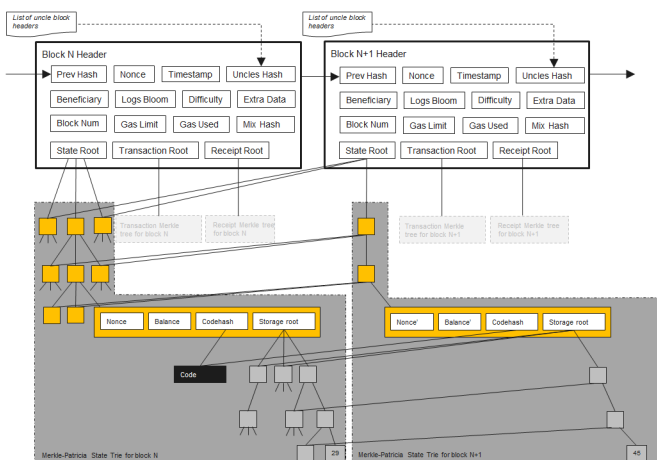 List of uncle block
headers
List of uncle block
headers
Block N Header
Prev Hash
Nonce
Timestamp
Uncles Hash
Beneficiary
Logs Bloom
Difficulty
Extra Data
Block Num
Gas Limit
Gas Used
Mix Hash
State Root
Transaction Root
Receipt Root
Block N+1 Header
Prev Hash
Nonce
Timestamp
Uncles Hash
Beneficiary
Logs Bloom
Difficulty
Extra Data
Block Num
Gas Limit
Gas Used
Mix Hash
State Root
Transaction Root
Receipt Root
Transaction Merkle
tree for block N
Receipt Merkle tree
for block N
Transaction Merkle
tree for block N+1
Receipt Merkle tree
for block N+1
Nonce
Balance
Codehash
Storage root
Nonce'
Balance'
Codehash
Storage root
Code
Merkle-Patricia State Trie for block N
29
Merkle-Patricia State Trie for block N+1
45